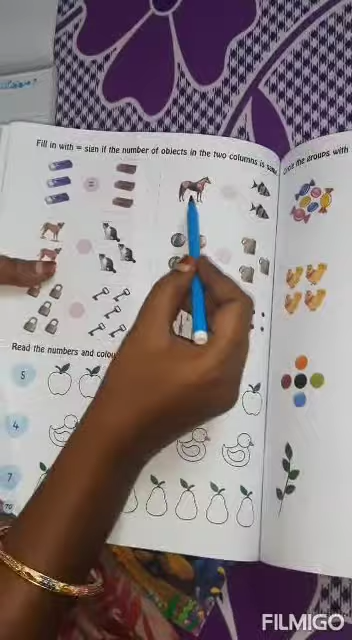 Fill in with = sign if the number of objects in the two columns is same.
Circle the groups with
=
Read the numbers and colou
5
4
7
70
FILMIGO